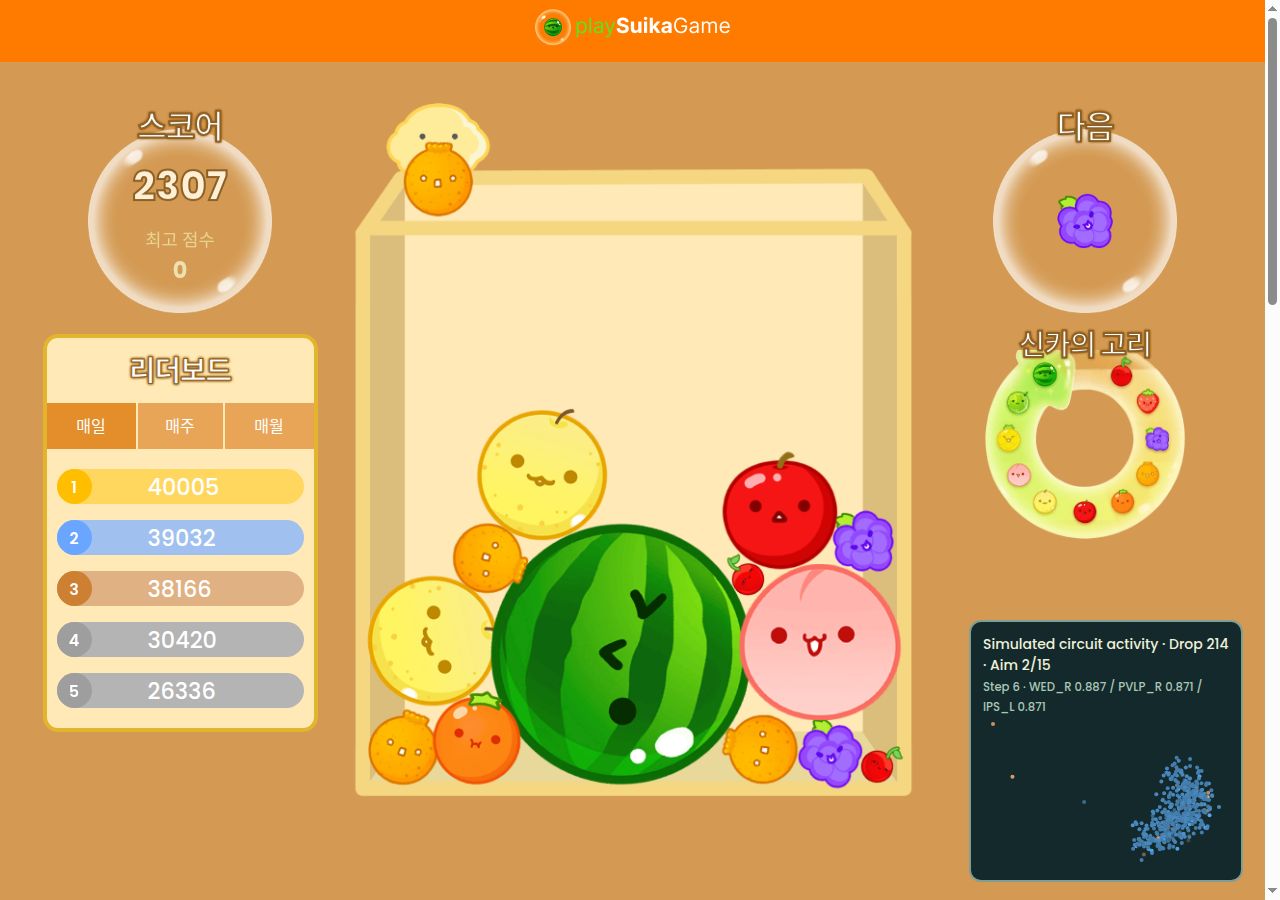 playSuikaGame
스코어
2307
최고 점수
0
다음
신카의 고리
리더보드
매일 매주 매월
1 40005
2 39032
3 38166
4 30420
5 26336
Simulated circuit activity · Drop 214
· Aim 2/15
Step 6 · WED_R 0.887 / PVLP_R 0.871 /
IPS_L 0.871